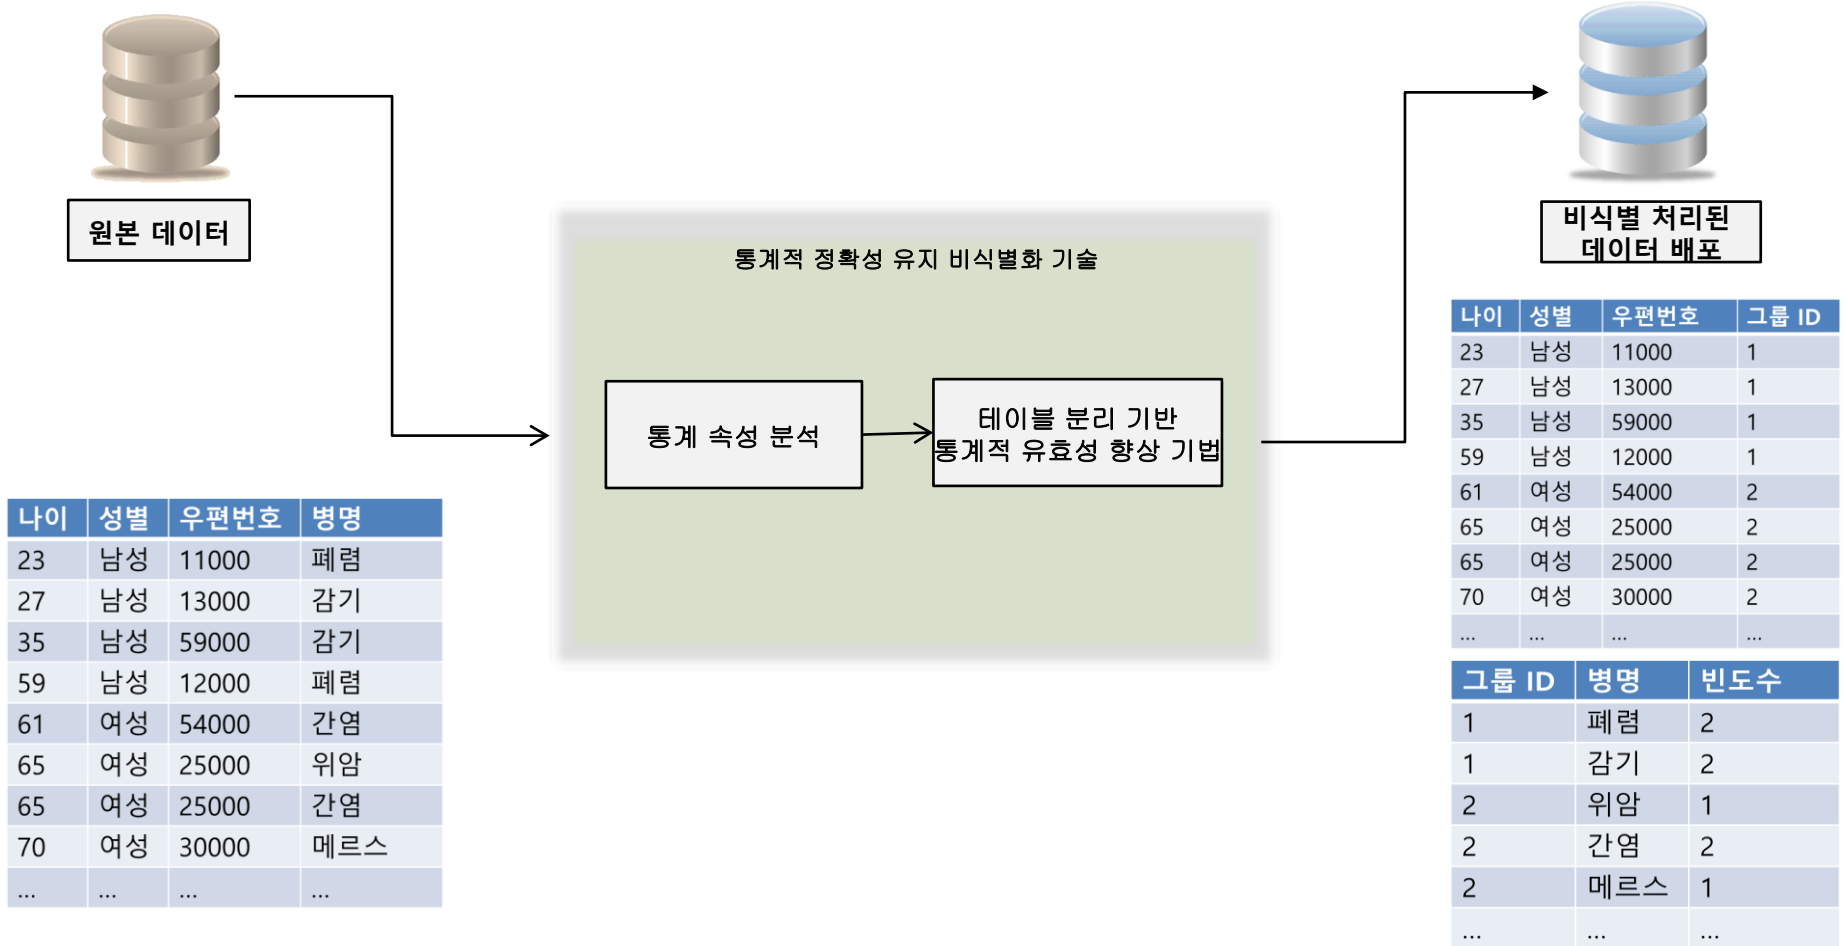 원본 데이터
나이 성별 우편번호 병명
23 남성 11000 폐렴
27 남성 13000 감기
35 남성 59000 감기
59 남성 12000 폐렴
61 여성 54000 간염
65 여성 25000 위암
65 여성 25000 간염
70 여성 30000 메르스
... ... ... ...
통계적 정확성 유지 비식별화 기술
통계 속성 분석
테이블 분리 기반
통계적 유효성 향상 기법
비식별 처리된
데이터 배포
나이 성별 우편번호 그룹 ID
23 남성 11000 1
27 남성 13000 1
35 남성 59000 1
59 남성 12000 1
61 여성 54000 2
65 여성 25000 2
65 여성 25000 2
70 여성 30000 2
... ... ... ...
그룹 ID 병명 빈도수
1 폐렴 2
1 감기 2
2 위암 1
2 간염 2
2 메르스 1
... ... ...